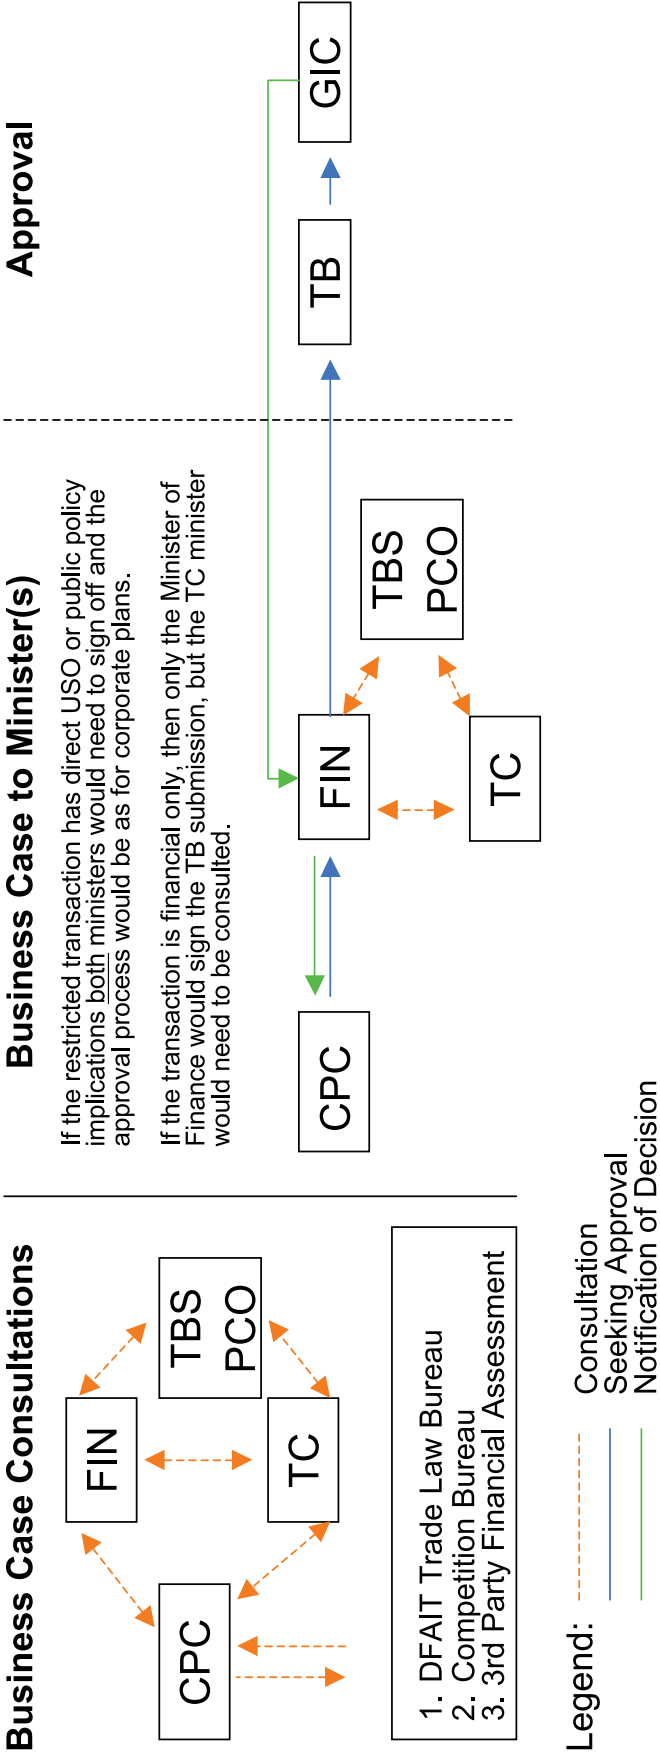 Business Case Consultations
FIN
TBS
PCO
CPC
TC
1. DFAIT Trade Law Bureau
2. Competition Bureau
3. 3rd Party Financial Assessment
Business Case to Minister(s)
If the restricted transaction has direct USO or public policy
implications both ministers would need to sign off and the
approval process would be as for corporate plans.
If the transaction is financial only, then only the Minister of
Finance would sign the TB submission, but the TC minister
would need to be consulted.
CPC
FIN
TBS
PCO
TC
Approval
TB
GIC
Legend:
Consultation
Seeking Approval
Notification of Decision